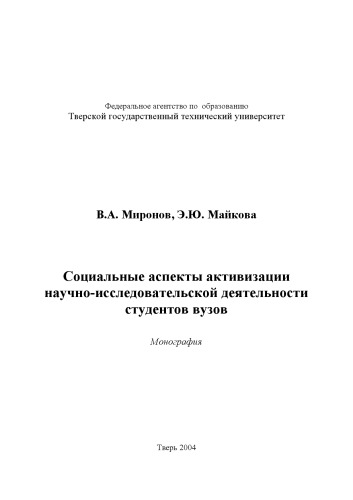 Федеральное агентство по образованию
Тверской государственный технический университет
В.А. Миронов, Э.Ю. Майкова
Социальные аспекты активизации
научно-исследовательской деятельности
студентов вузов
Монография
Тверь 2004